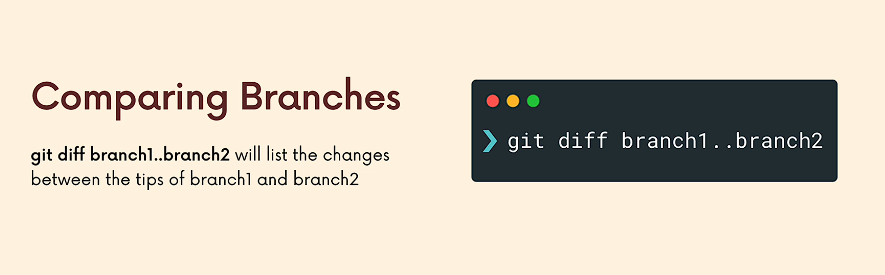 Comparing Branches
git diff branch1..branch2 will list the changes
between the tips of branch1 and branch2
❯ git diff branch1..branch2